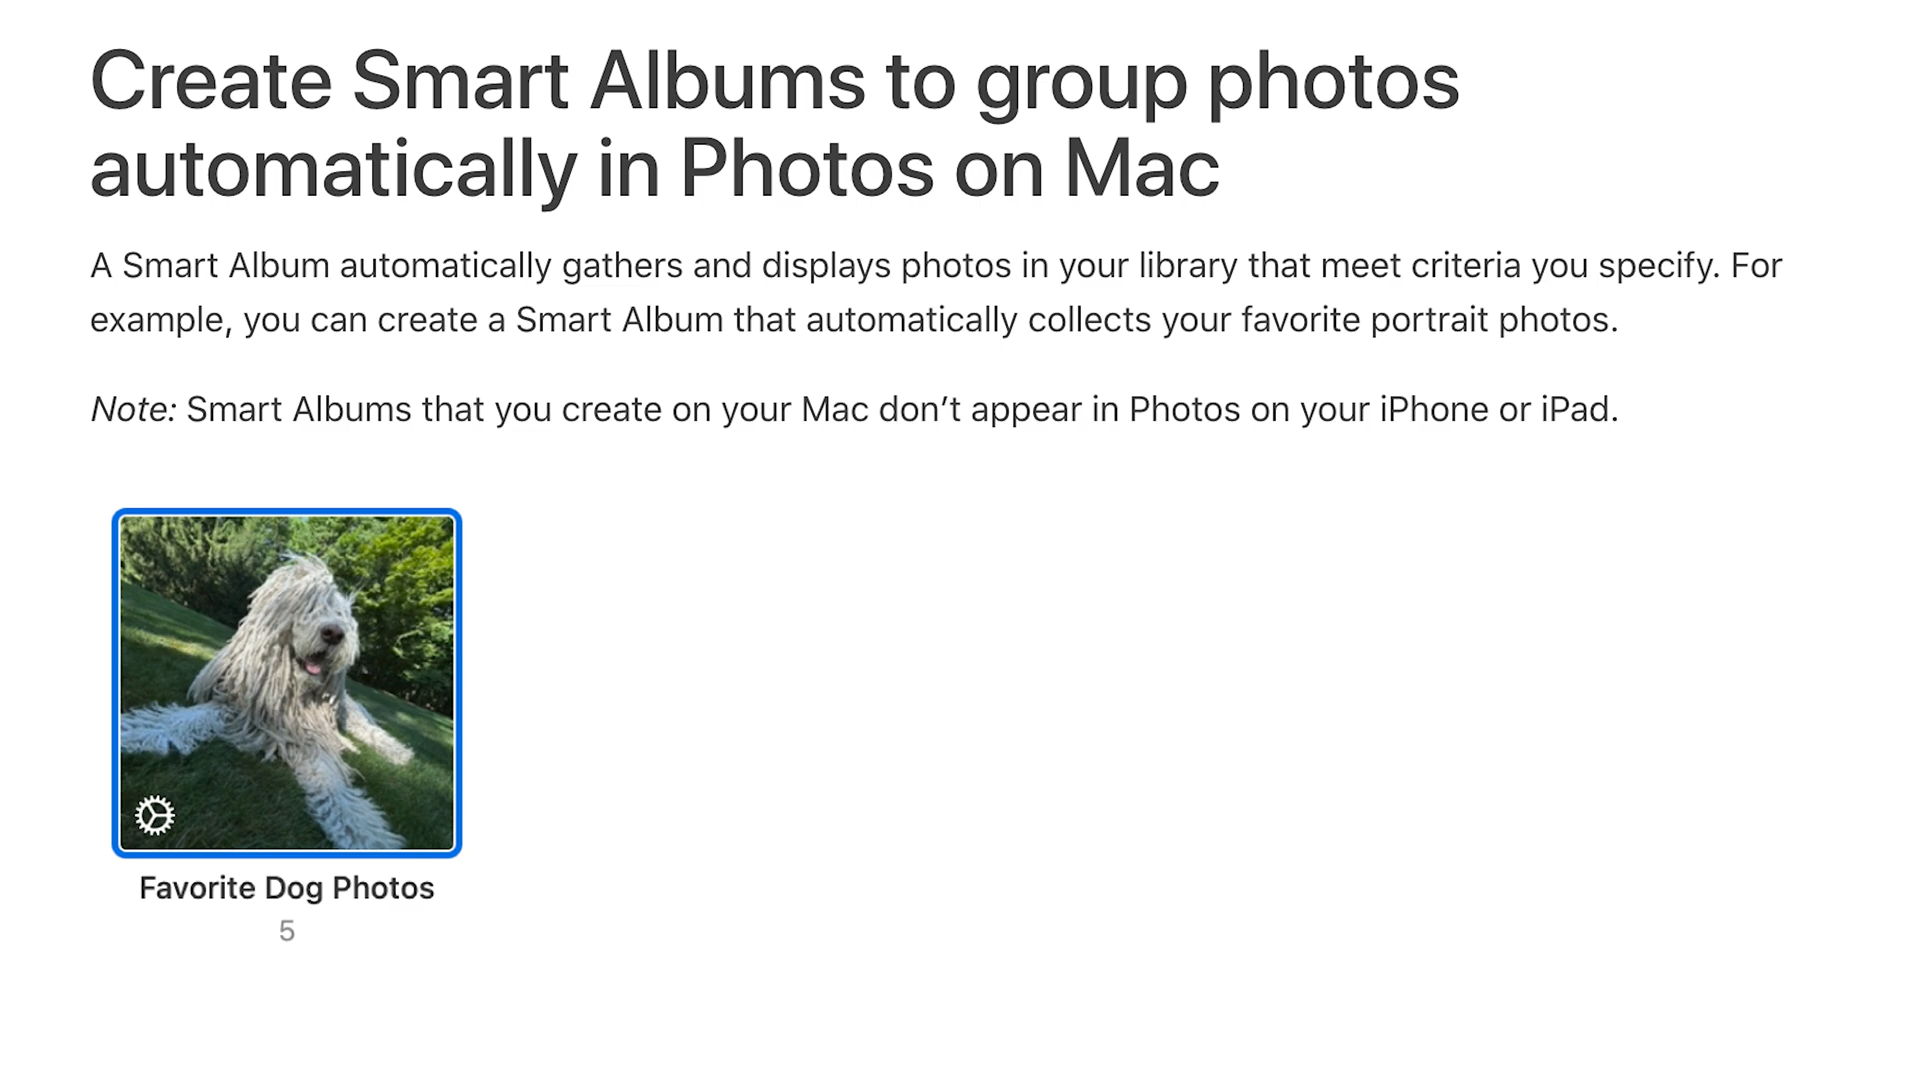 Create Smart Albums to group photos
automatically in Photos on Mac
A Smart Album automatically gathers and displays photos in your library that meet criteria you specify. For
example, you can create a Smart Album that automatically collects your favorite portrait photos.
Note: Smart Albums that you create on your Mac don’t appear in Photos on your iPhone or iPad.
Favorite Dog Photos
5